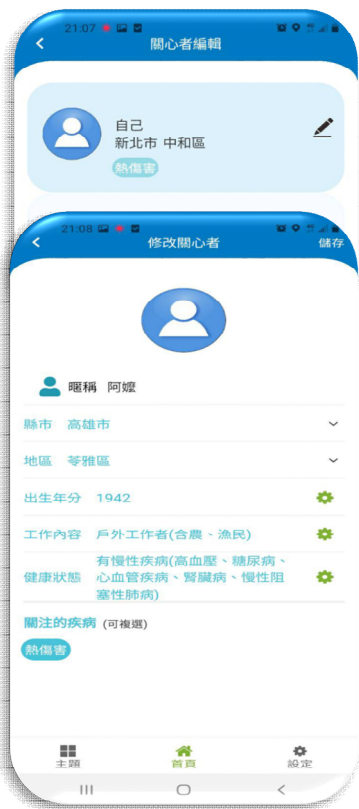 21:07
關心者編輯
自己
新北市 中和區
熱傷害
21:08
修改關心者
儲存
暱稱 阿嬤
縣市 高雄市
地區 苓雅區
出生年分 1942
工作內容 戶外工作者(含農、漁民)
健康狀態 有慢性疾病(高血壓、糖尿病、
心血管疾病、腎臟病、慢性阻
塞性肺病)
關注的疾病 (可複選)
熱傷害
主題
首頁
設定